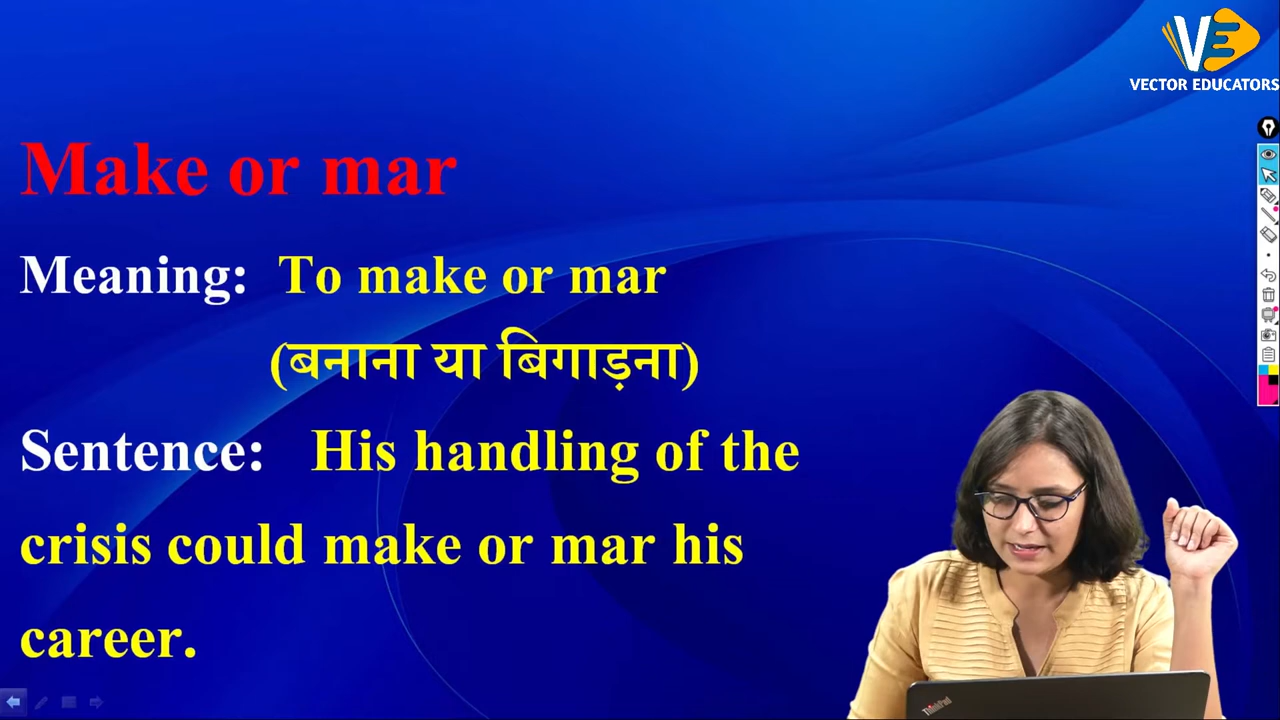 VECTOR EDUCATORS
Make or mar
Meaning: To make or mar
(बनाना या बिगाड़ना)
Sentence: His handling of the
crisis could make or mar his
career.
ThinkPad